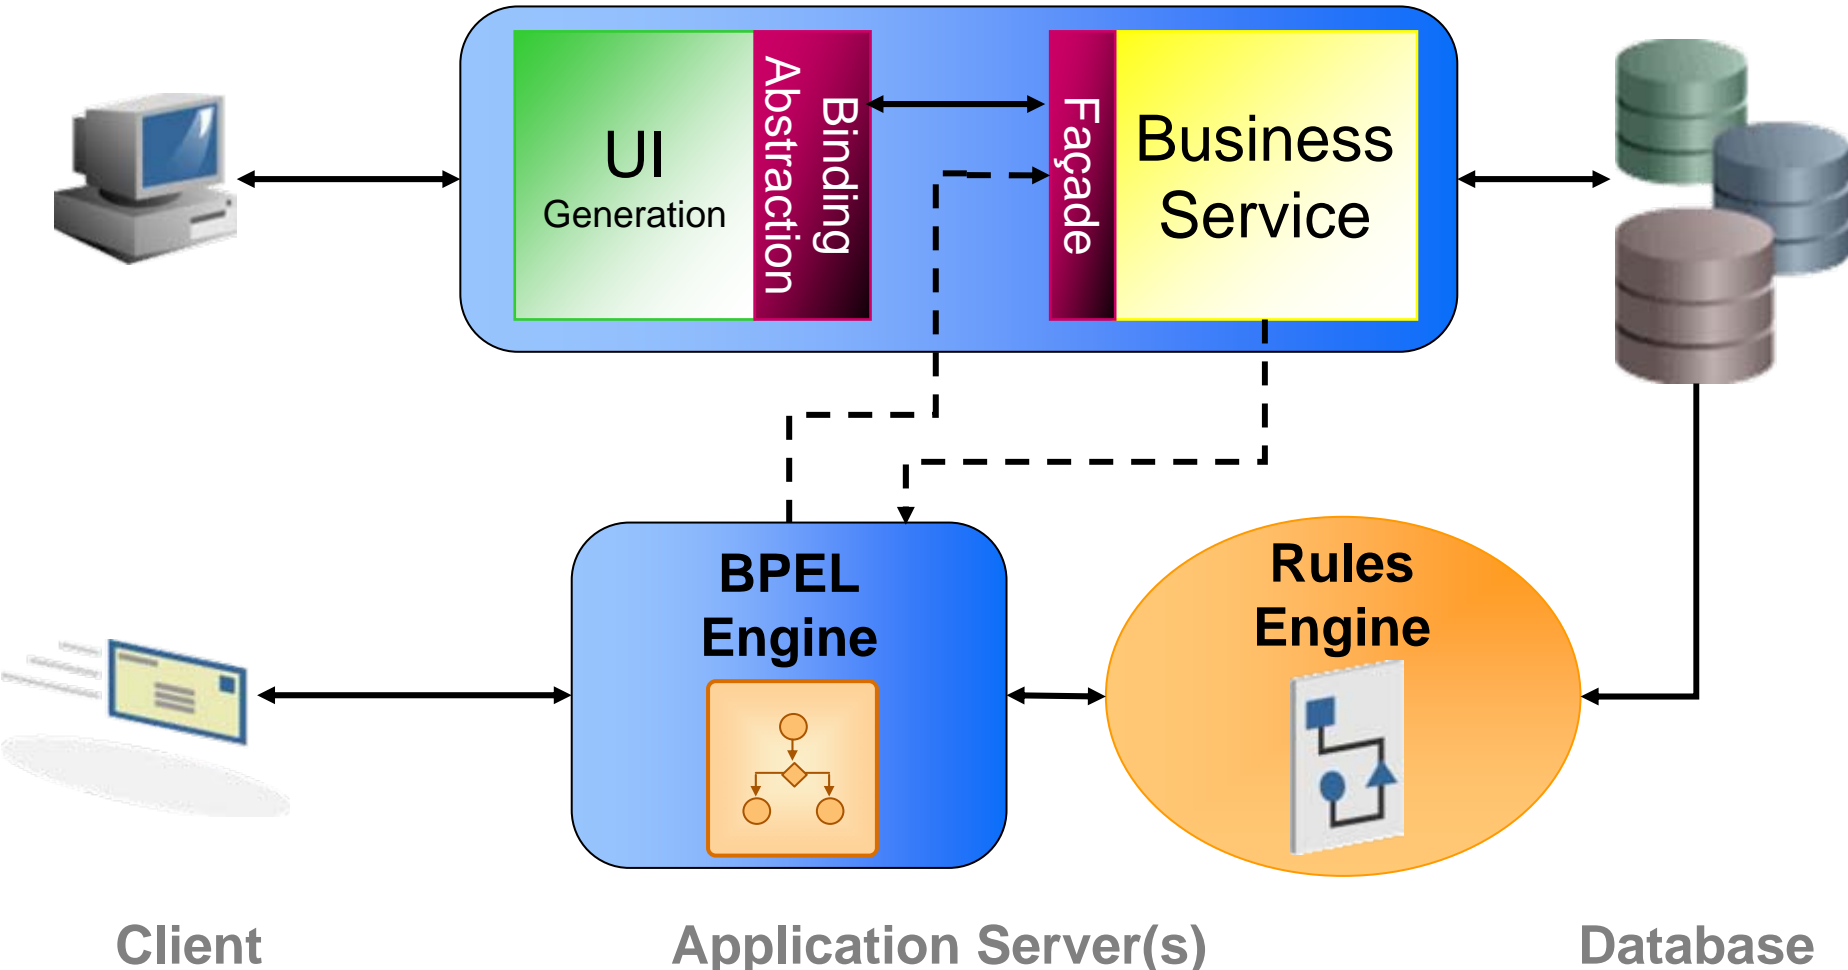 UI
Generation
Binding
Abstraction
Façade
Business
Service
BPEL
Engine
Rules
Engine
Client
Application Server(s)
Database